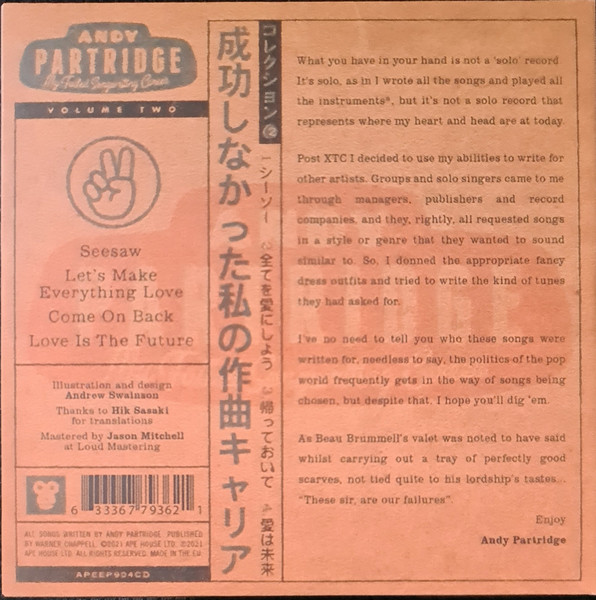 ANDY
PARTRIDGE
My Failed Songwriting Career
VOLUME TWO
Seesaw
Let's Make
Everything Love
Come On Back
Love Is The Future
Illustration and design
Andrew Swainson
Thanks to Hik Sasaki
for translations
Mastered by Jason Mitchell
at Loud Mastering
6 33367 79362 1
ALL SONGS WRITTEN BY ANDY PARTRIDGE. PUBLISHED
BY WARNER CHAPPELL. ©2021 APE HOUSE LTD. ℗2021
APE HOUSE LTD. ALL RIGHTS RESERVED. MADE IN THE EU.
APEEP904CD
成功しなかった私の作曲キャリア
コレクション ②
1 シーソー 2 全てを愛にしよう 3 帰っておいで 4 愛は未来
What you have in your hand is not a 'solo' record.
It's solo, as in I wrote all the songs and played all
the instruments*, but it's not a solo record that
represents where my heart and head are at today.
Post XTC I decided to use my abilities to write for
other artists. Groups and solo singers came to me
through managers, publishers and record
companies, and they, rightly, all requested songs
in a style or genre that they wanted to sound
similar to. So, I donned the appropriate fancy
dress outfits and tried to write the kind of tunes
they had asked for.
I've no need to tell you who these songs were
written for, needless to say, the politics of the pop
world frequently gets in the way of songs being
chosen, but despite that, I hope you'll dig 'em.
As Beau Brummell's valet was noted to have said
whilst carrying out a tray of perfectly good
scarves, not tied quite to his lordship's tastes...
"These sir, are our failures".
Enjoy
Andy Partridge